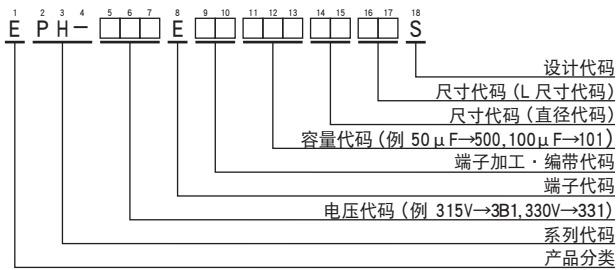 1 2 3 4 5 6 7 8 9 10 11 12 13 14 15 16 17 18
E P H − □□□ E □□ □□□ □□ □□ S
设计代码
尺寸代码 (L 尺寸代码)
尺寸代码 (直径代码)
容量代码 (例 50μF→500,100μF→101)
端子加工・编带代码
端子代码
电压代码 (例 315V→3B1,330V→331)
系列代码
产品分类